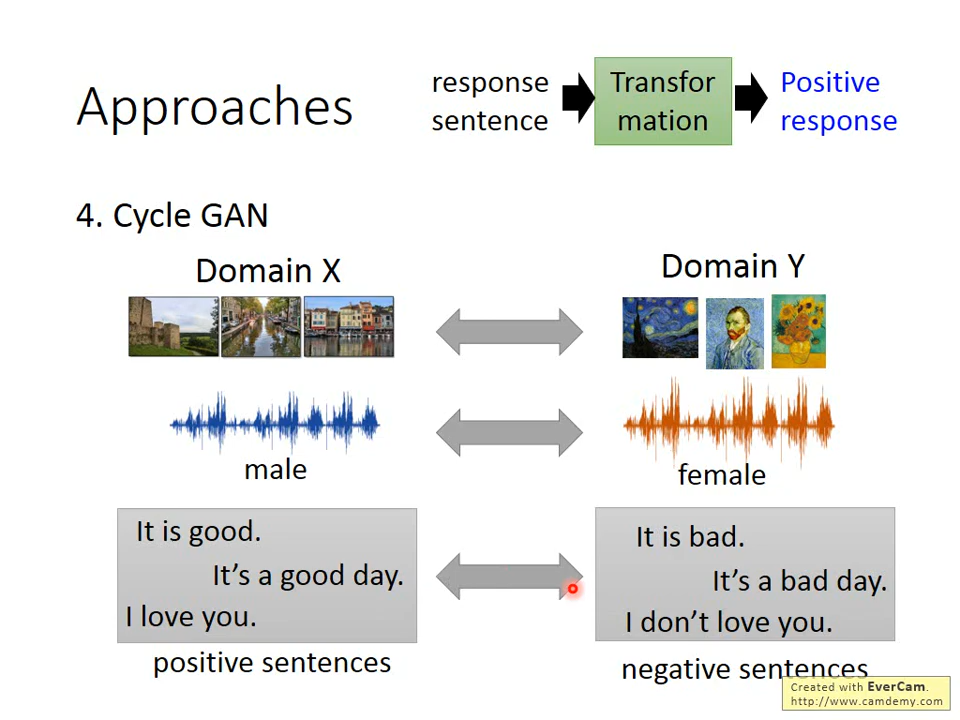 Approaches
response
sentence
Transfor
mation
Positive
response
4. Cycle GAN
Domain X
Domain Y
male
female
It is good.
It's a good day.
I love you.
It is bad.
It's a bad day.
I don't love you.
positive sentences
negative sentences
Created with EverCam.
http://www.camdemy.com